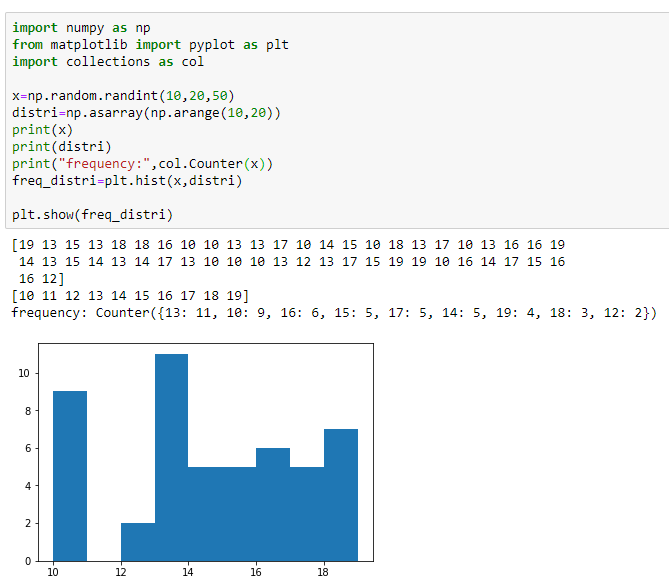 import numpy as np
from matplotlib import pyplot as plt
import collections as col
x=np.random.randint(10,20,50)
distri=np.asarray(np.arange(10,20))
print(x)
print(distri)
print("frequency:",col.Counter(x))
freq_distri=plt.hist(x,distri)
plt.show(freq_distri)
[19 13 15 13 18 18 16 10 10 13 13 17 10 14 15 10 18 13 17 10 13 16 16 19
14 13 15 14 13 14 17 13 10 10 10 13 12 13 17 15 19 19 10 16 14 17 15 16
16 12]
[10 11 12 13 14 15 16 17 18 19]
frequency: Counter({13: 11, 10: 9, 16: 6, 15: 5, 17: 5, 14: 5, 19: 4, 18: 3, 12: 2})
10
8
6
4
2
0
10 12 14 16 18